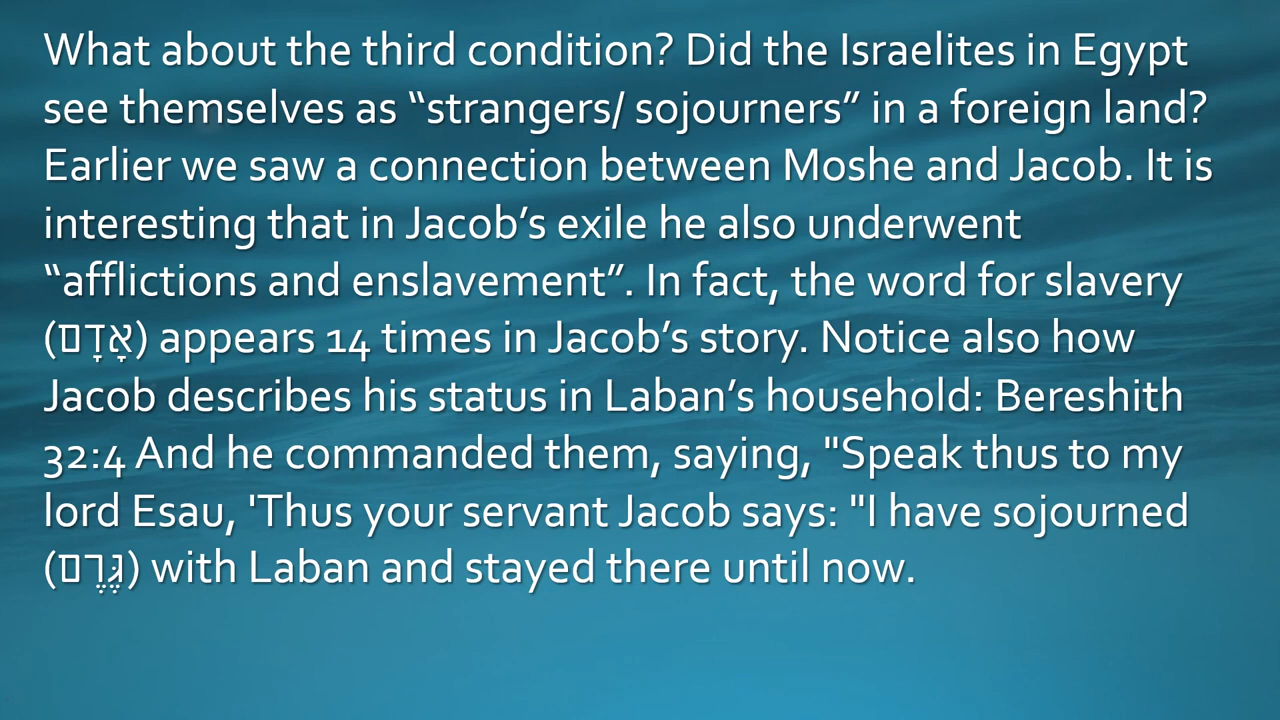 What about the third condition? Did the Israelites in Egypt
see themselves as “strangers/ sojourners” in a foreign land?
Earlier we saw a connection between Moshe and Jacob. It is
interesting that in Jacob’s exile he also underwent
“afflictions and enslavement”. In fact, the word for slavery
(אָדָם) appears 14 times in Jacob’s story. Notice also how
Jacob describes his status in Laban’s household: Bereshith
32:4 And he commanded them, saying, "Speak thus to my
lord Esau, 'Thus your servant Jacob says: "I have sojourned
(גֶּרֶם) with Laban and stayed there until now.